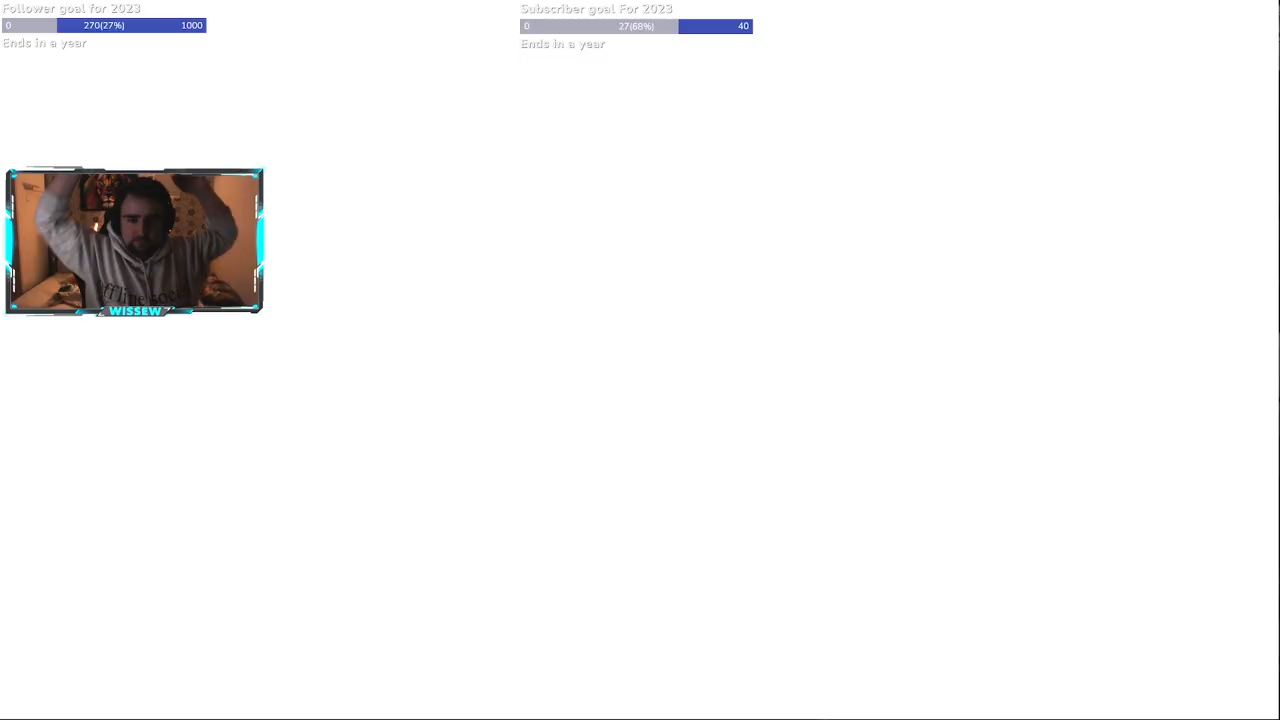 Follower goal for 2023
0 270(27%) 1000
Ends in a year
Subscriber goal For 2023
0 27(68%) 40
Ends in a year
WISSEW